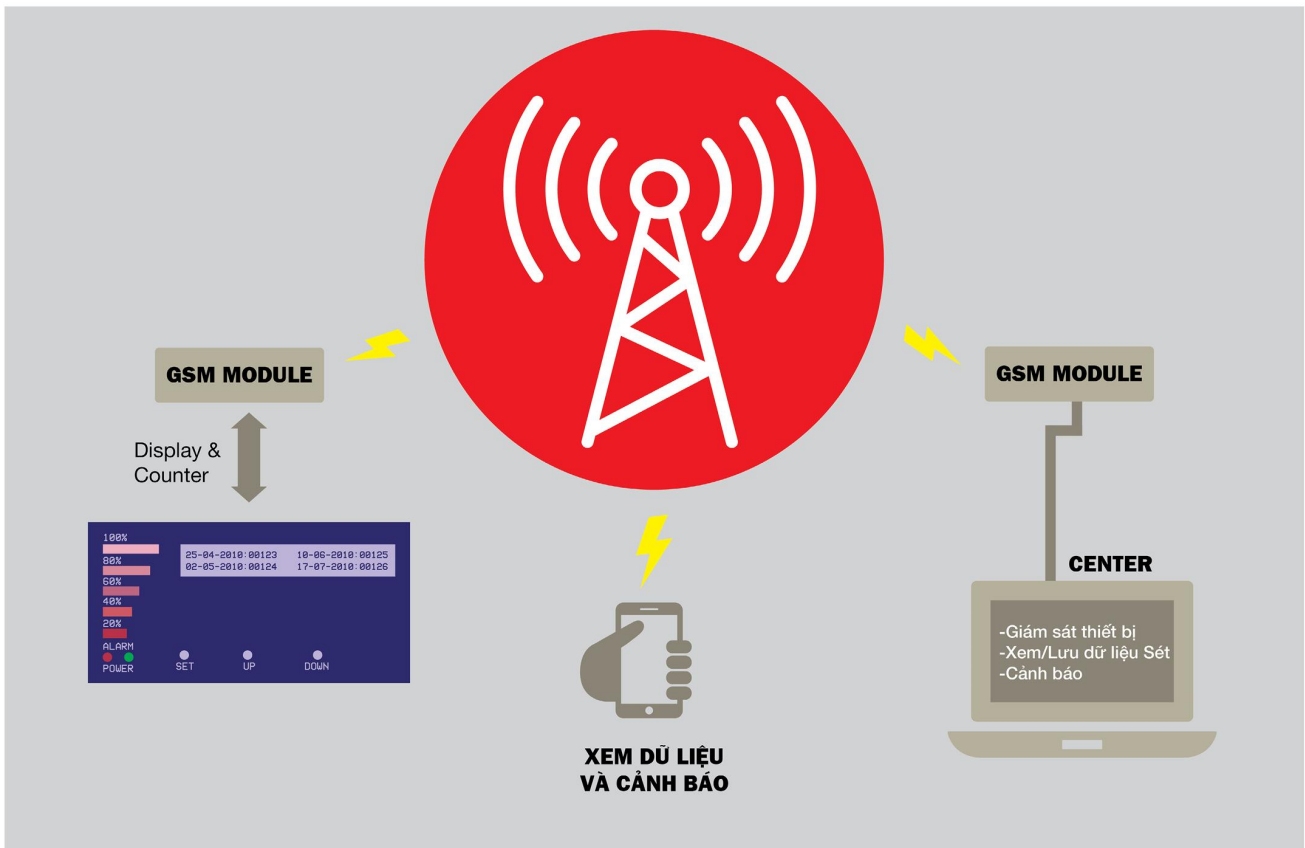 GSM MODULE
Display &
Counter
100%
80%
60%
40%
20%
ALARM
POWER
25-04-2010:00123 10-06-2010:00125
02-05-2010:00124 17-07-2010:00126
SET UP DOWN
XEM DỮ LIỆU
VÀ CẢNH BÁO
GSM MODULE
CENTER
-Giám sát thiết bị
-Xem/Lưu dữ liệu Sét
-Cảnh báo